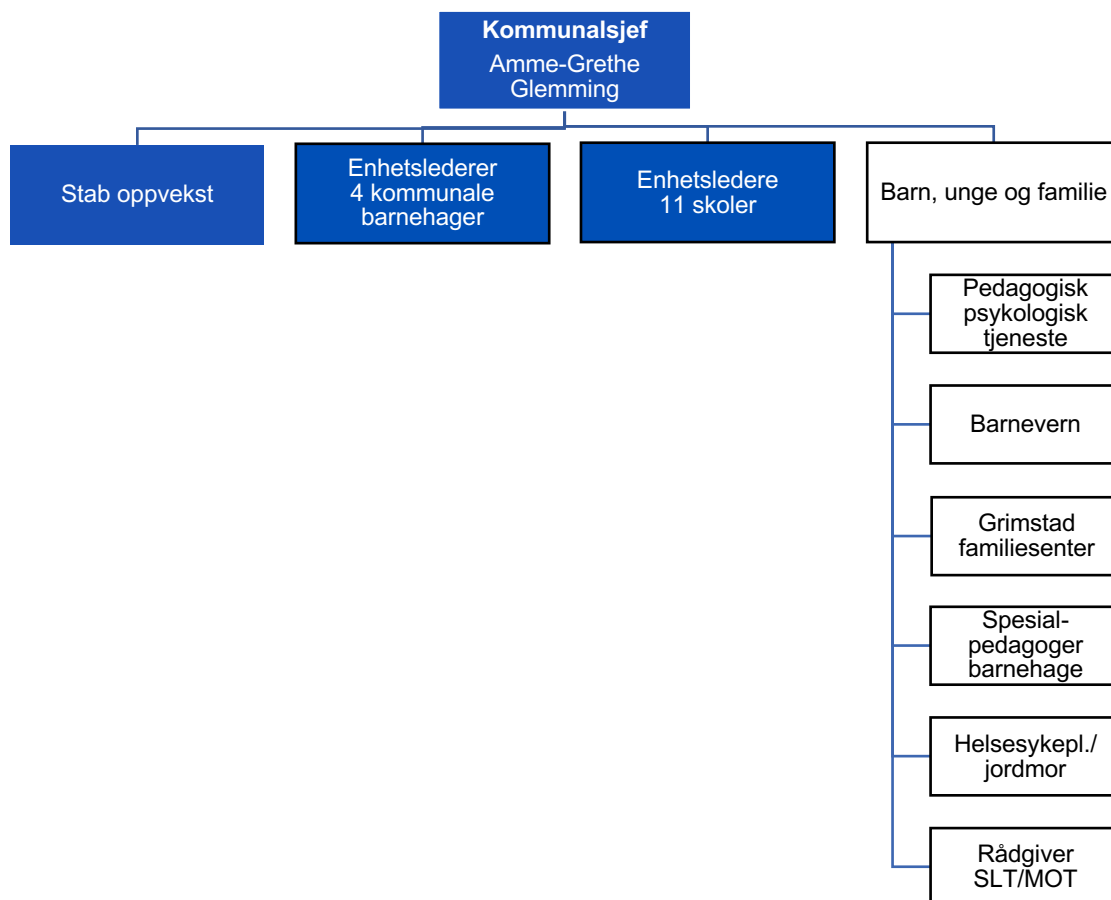 Kommunalsjef
Amme-Grethe
Glemming
Stab oppvekst
Enhetslederer
4 kommunale
barnehager
Enhetsledere
11 skoler
Barn, unge og familie
Pedagogisk
psykologisk
tjeneste
Barnevern
Grimstad
familiesenter
Spesial-
pedagoger
barnehage
Helsesykepl./
jordmor
Rådgiver
SLT/MOT